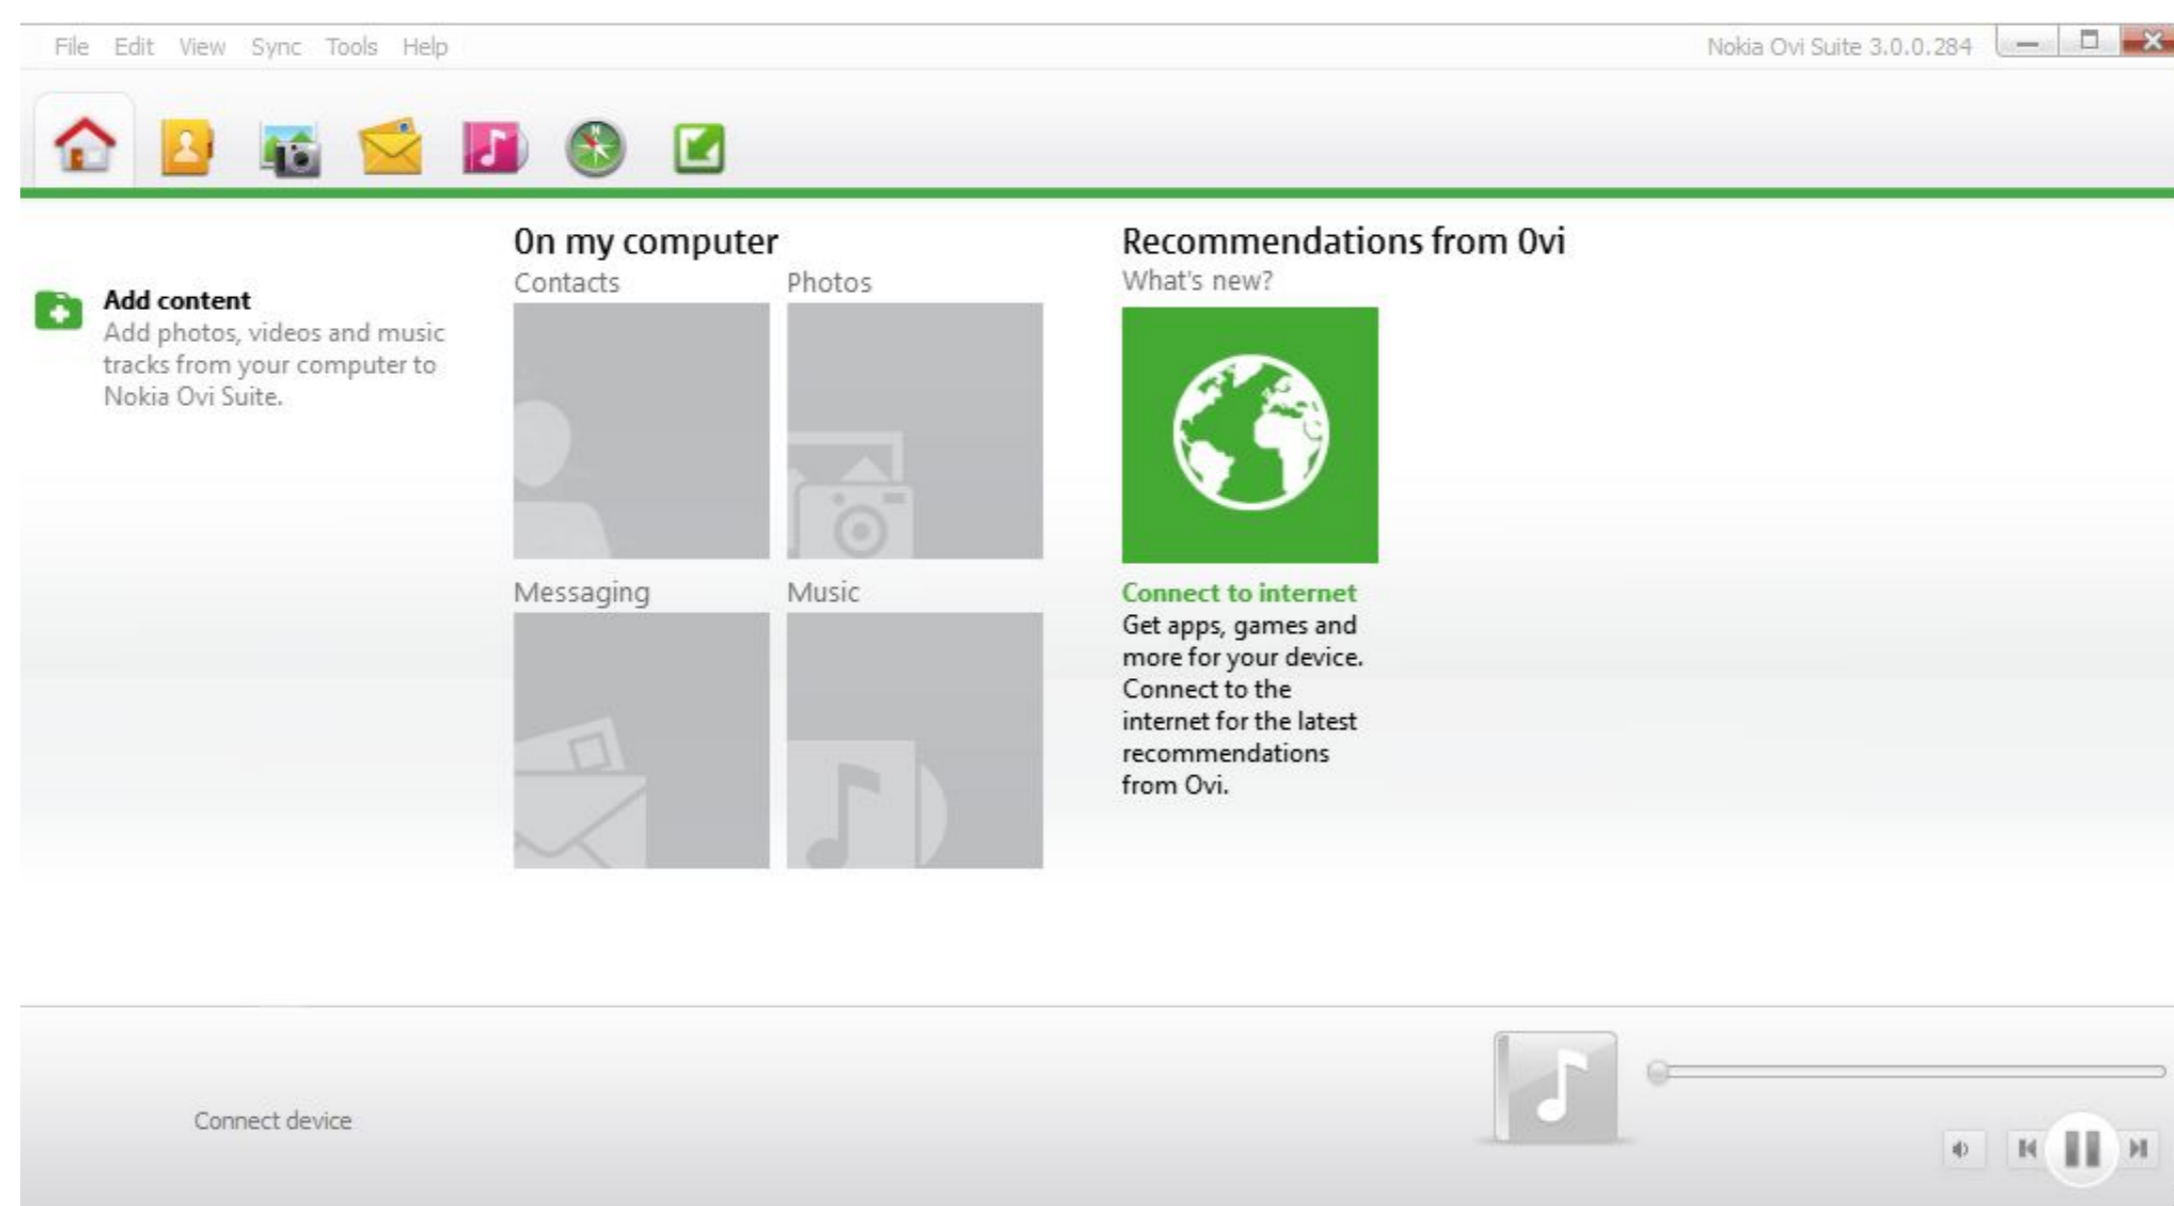 File Edit View Sync Tools Help
Nokia Ovi Suite 3.0.0.284
Add content
Add photos, videos and music
tracks from your computer to
Nokia Ovi Suite.
On my computer
Contacts
Photos
Messaging
Music
Recommendations from Ovi
What's new?
Connect to internet
Get apps, games and
more for your device.
Connect to the
internet for the latest
recommendations
from Ovi.
Connect device